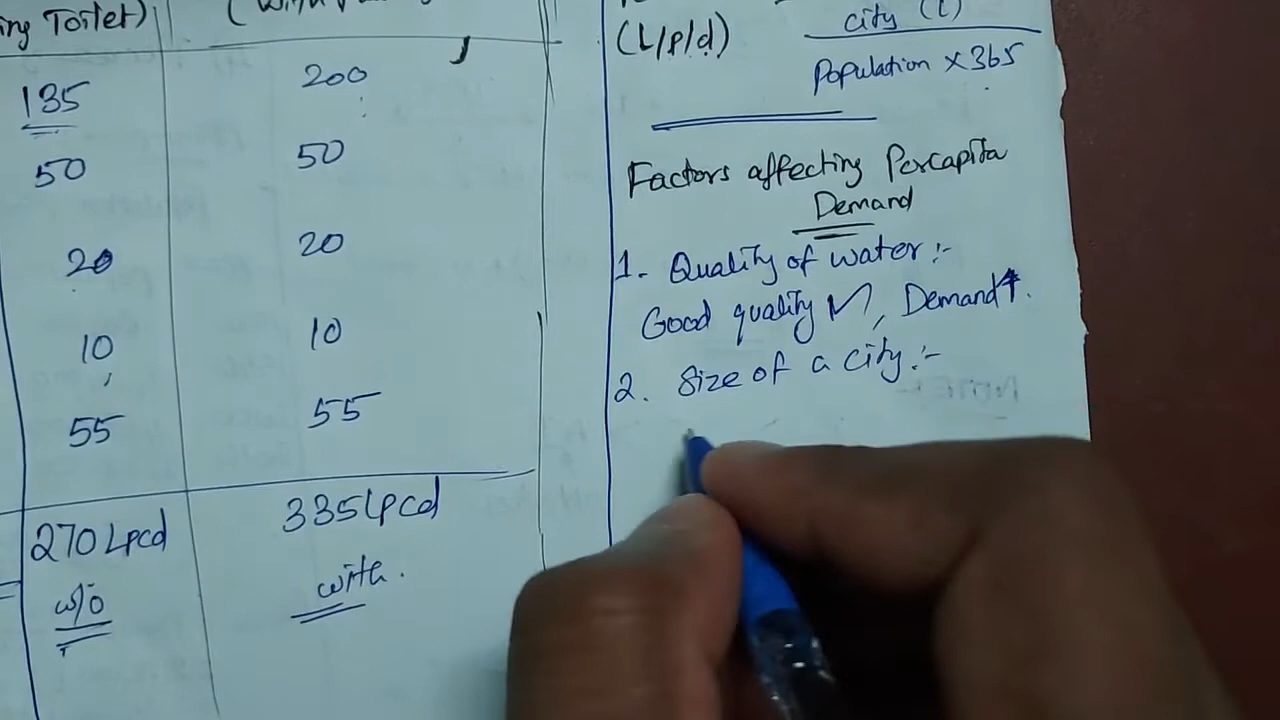 ing Toilet)
(with
135
200
50
50
20
20
10
10
55
55
270 Lpcd
335 Lpcd
w/o
with.
(L/p/d)
city (L)
Population × 365
Factors affecting Percapita
Demand
1. Quality of water :-
Good quality ✓, Demand↑.
2. Size of a city :-